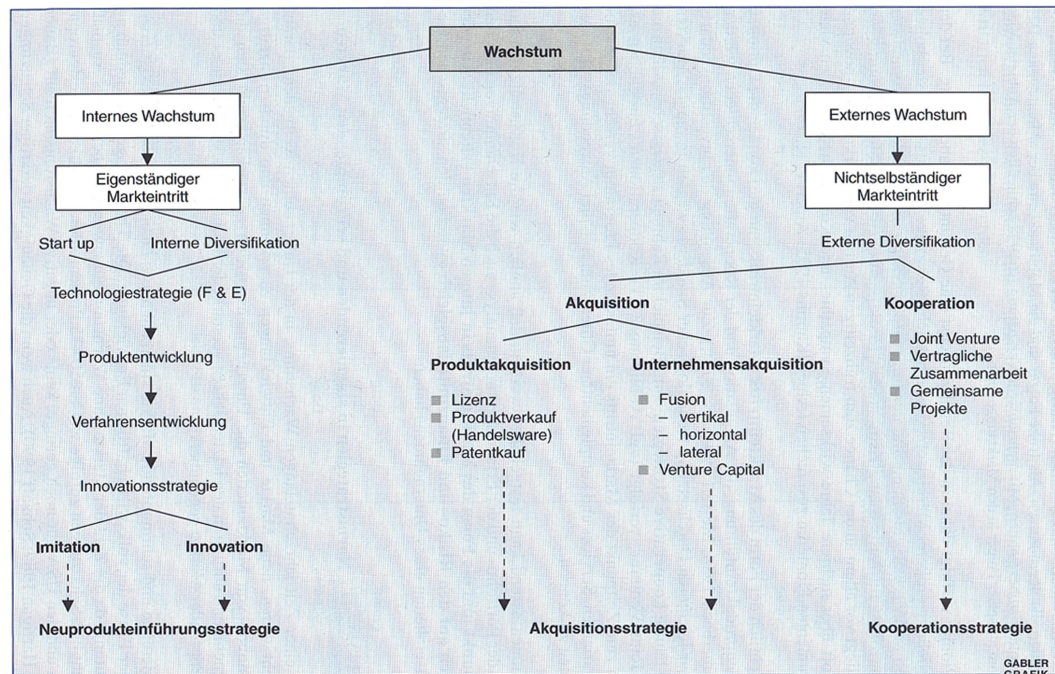 Wachstum
Internes Wachstum
Externes Wachstum
Eigenständiger
Markteintritt
Nichtselbständiger
Markteintritt
Start up
Interne Diversifikation
Externe Diversifikation
Technologiestrategie (F & E)
Akquisition
Kooperation
Produktentwicklung
Verfahrensentwicklung
Innovationsstrategie
Imitation
Innovation
Neuprodukteinführungsstrategie
Produktakquisition
Lizenz
Produktverkauf
(Handelsware)
Patentkauf
Unternehmensakquisition
Fusion
– vertikal
– horizontal
– lateral
Venture Capital
Akquisitionsstrategie
Joint Venture
Vertragliche
Zusammenarbeit
Gemeinsame
Projekte
Kooperationsstrategie
GABLER
GRAFIK